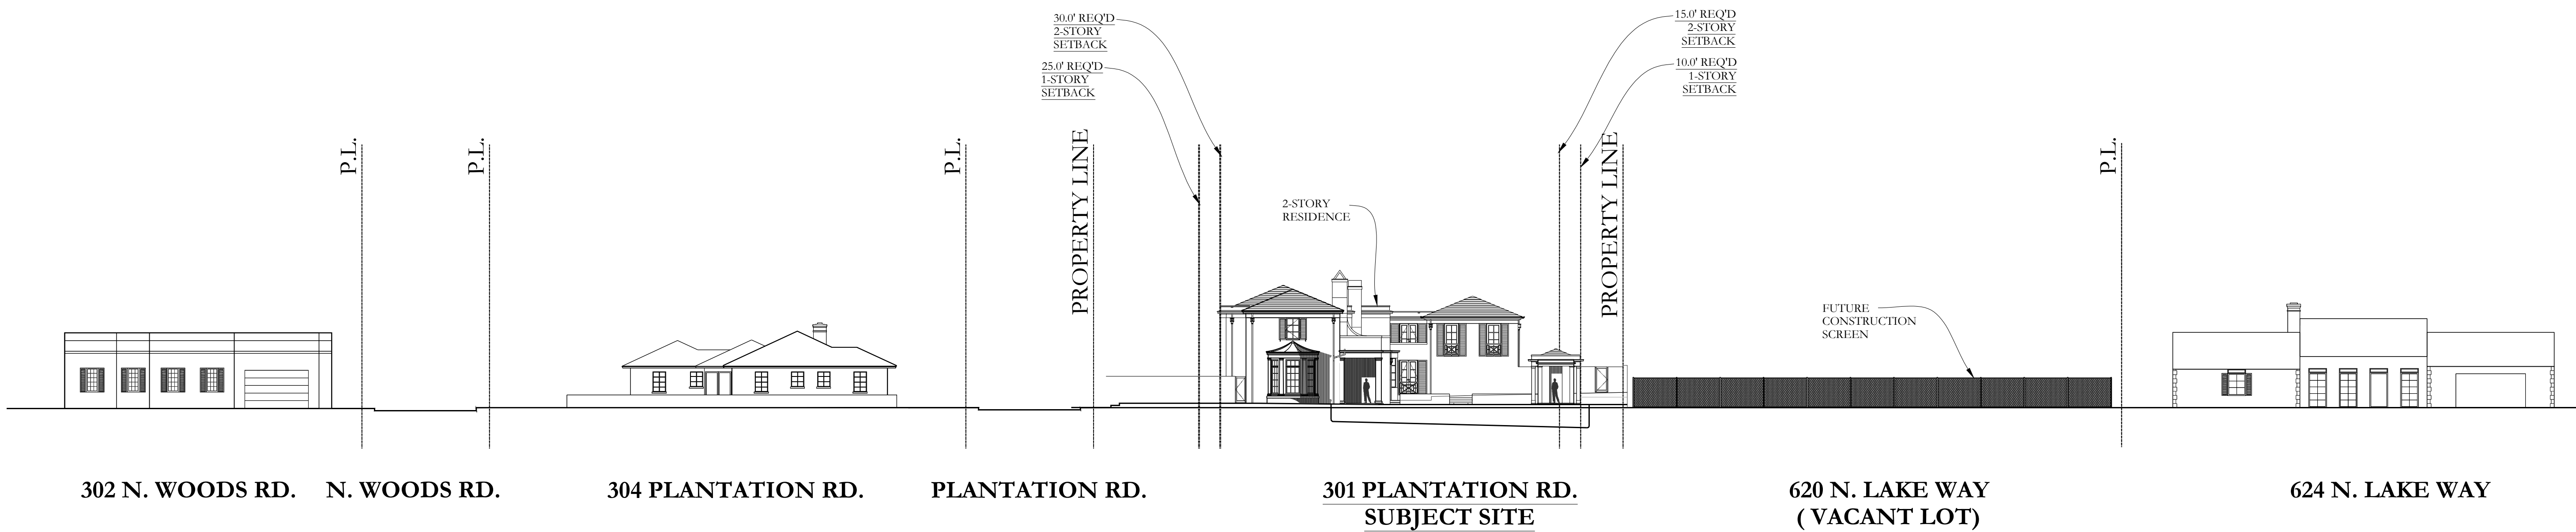 30.0' REQ'D
2-STORY
SETBACK
25.0' REQ'D
1-STORY
SETBACK
15.0' REQ'D
2-STORY
SETBACK
10.0' REQ'D
1-STORY
SETBACK
P.L.
P.L.
P.L.
PROPERTY LINE
PROPERTY LINE
P.L.
2-STORY
RESIDENCE
FUTURE
CONSTRUCTION
SCREEN
302 N. WOODS RD.
N. WOODS RD.
304 PLANTATION RD.
PLANTATION RD.
301 PLANTATION RD.
SUBJECT SITE
620 N. LAKE WAY
( VACANT LOT)
624 N. LAKE WAY